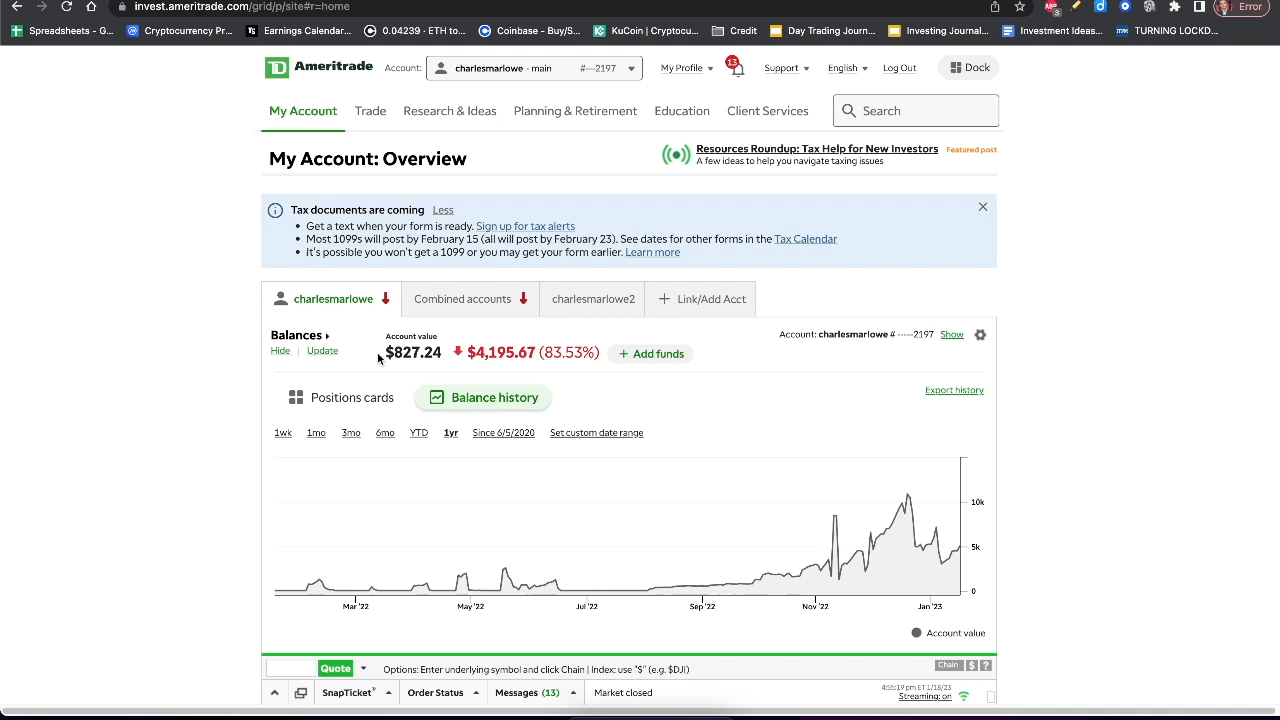 invest.ameritrade.com/grid/p/site#r=home
Error
Spreadsheets - G...
Cryptocurrency Pr...
Earnings Calendar...
0.04239 · ETH to...
Coinbase - Buy/S...
KuCoin | Cryptocu...
Credit
Day Trading Journ...
Investing Journal...
Investment Ideas...
TURNING LOCKD...
TD Ameritrade
Account:
charlesmarlowe - main
#---2197
My Profile
13
Support
English
Log Out
Dock
My Account
Trade
Research & Ideas
Planning & Retirement
Education
Client Services
Search
My Account: Overview
Resources Roundup: Tax Help for New Investors
Featured post
A few ideas to help you navigate taxing issues
Tax documents are coming Less
• Get a text when your form is ready. Sign up for tax alerts
• Most 1099s will post by February 15 (all will post by February 23). See dates for other forms in the Tax Calendar
• It's possible you won't get a 1099 or you may get your form earlier. Learn more
charlesmarlowe
Combined accounts
charlesmarlowe2
+ Link/Add Acct
Balances
Hide | Update
Account value
$827.24
$4,195.67 (83.53%)
+ Add funds
Account: charlesmarlowe # -----2197
Show
Positions cards
Balance history
Export history
1wk
1mo
3mo
6mo
YTD
1yr
Since 6/5/2020
Set custom date range
10k
5k
0
Mar '22
May '22
Jul '22
Sep '22
Nov '22
Jan '23
Account value
Quote
Options: Enter underlying symbol and click Chain | Index: use "$" (e.g. $DJI)
Chain
$
?
SnapTicket®
Order Status
Messages (13)
Market closed
4:55:19 pm ET 1/18/23
Streaming: on